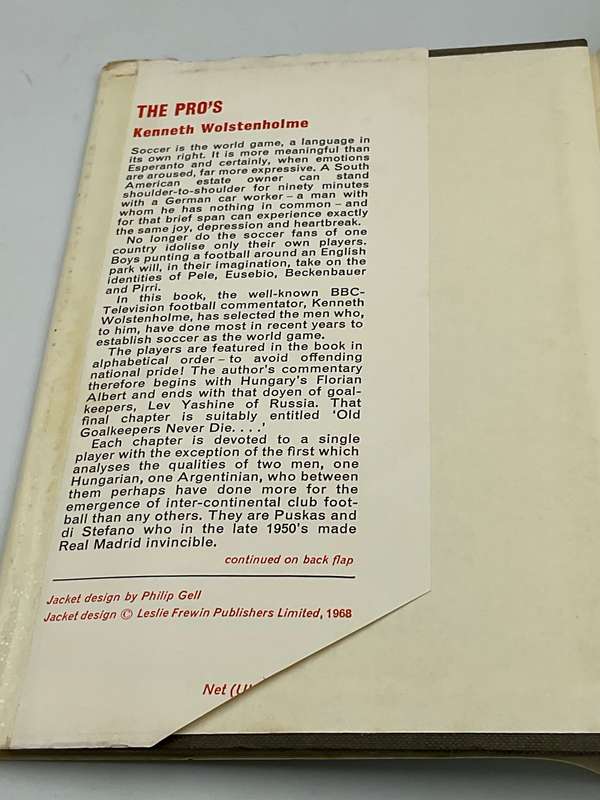 THE PRO'S
Kenneth Wolstenholme
Soccer is the world game, a language in
its own right. It is more meaningful than
Esperanto and certainly, when emotions
are aroused, far more expressive. A South
American estate owner can stand
shoulder-to-shoulder for ninety minutes
with a German car worker – a man with
whom he has nothing in common – and
for that brief span can experience exactly
the same joy, depression and heartbreak.
No longer do the soccer fans of one
country idolise only their own players.
Boys punting a football around an English
park will, in their imagination, take on the
identities of Pele, Eusebio, Beckenbauer
and Pirri.
In this book, the well-known BBC-
Television football commentator, Kenneth
Wolstenholme, has selected the men who,
to him, have done most in recent years to
establish soccer as the world game.
The players are featured in the book in
alphabetical order – to avoid offending
national pride! The author's commentary
therefore begins with Hungary's Florian
Albert and ends with that doyen of goal-
keepers, Lev Yashine of Russia. That
final chapter is suitably entitled 'Old
Goalkeepers Never Die. . . .'
Each chapter is devoted to a single
player with the exception of the first which
analyses the qualities of two men, one
Hungarian, one Argentinian, who between
them perhaps have done more for the
emergence of inter-continental club foot-
ball than any others. They are Puskas and
di Stefano who in the late 1950's made
Real Madrid invincible.
continued on back flap
Jacket design by Philip Gell
Jacket design © Leslie Frewin Publishers Limited, 1968
Net